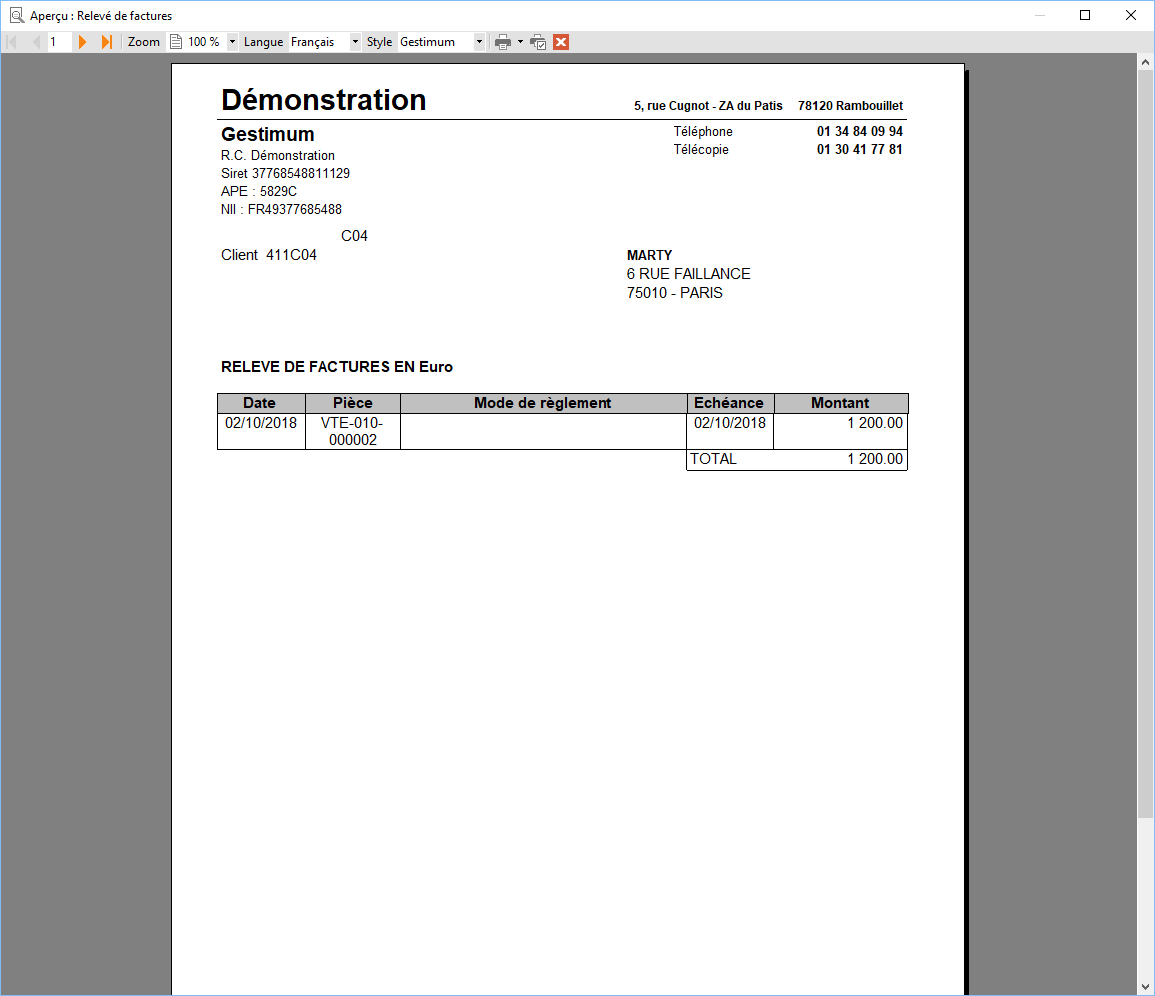 Aperçu : Relevé de factures
1 Zoom 100 % Langue Français Style Gestimum
Démonstration
5, rue Cugnot - ZA du Patis 78120 Rambouillet
Gestimum
Téléphone 01 34 84 09 94
Télécopie 01 30 41 77 81
R.C. Démonstration
Siret 37768548811129
APE : 5829C
NII : FR49377685488
C04
Client 411C04
MARTY
6 RUE FAILLANCE
75010 - PARIS
RELEVE DE FACTURES EN Euro
Date Pièce Mode de règlement Echéance Montant
02/10/2018 VTE-010- 02/10/2018 1 200.00
000002
TOTAL 1 200.00